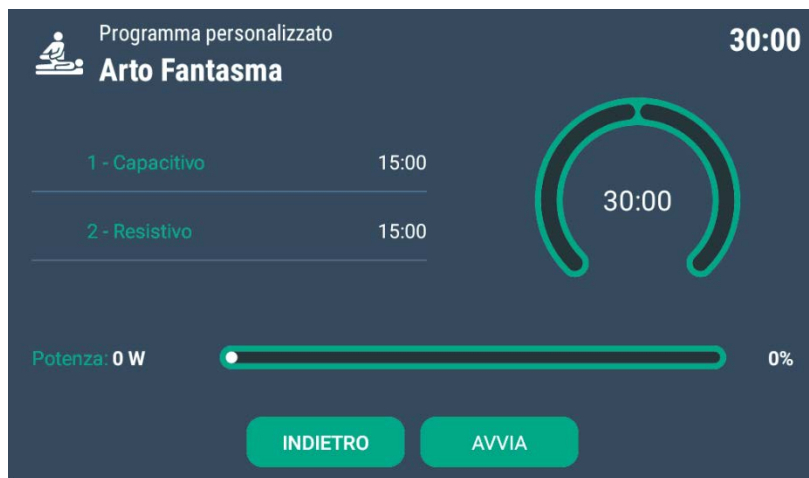 Programma personalizzato
Arto Fantasma
30:00
1 - Capacitivo 15:00
2 - Resistivo 15:00
30:00
Potenza: 0 W 0%
INDIETRO AVVIA